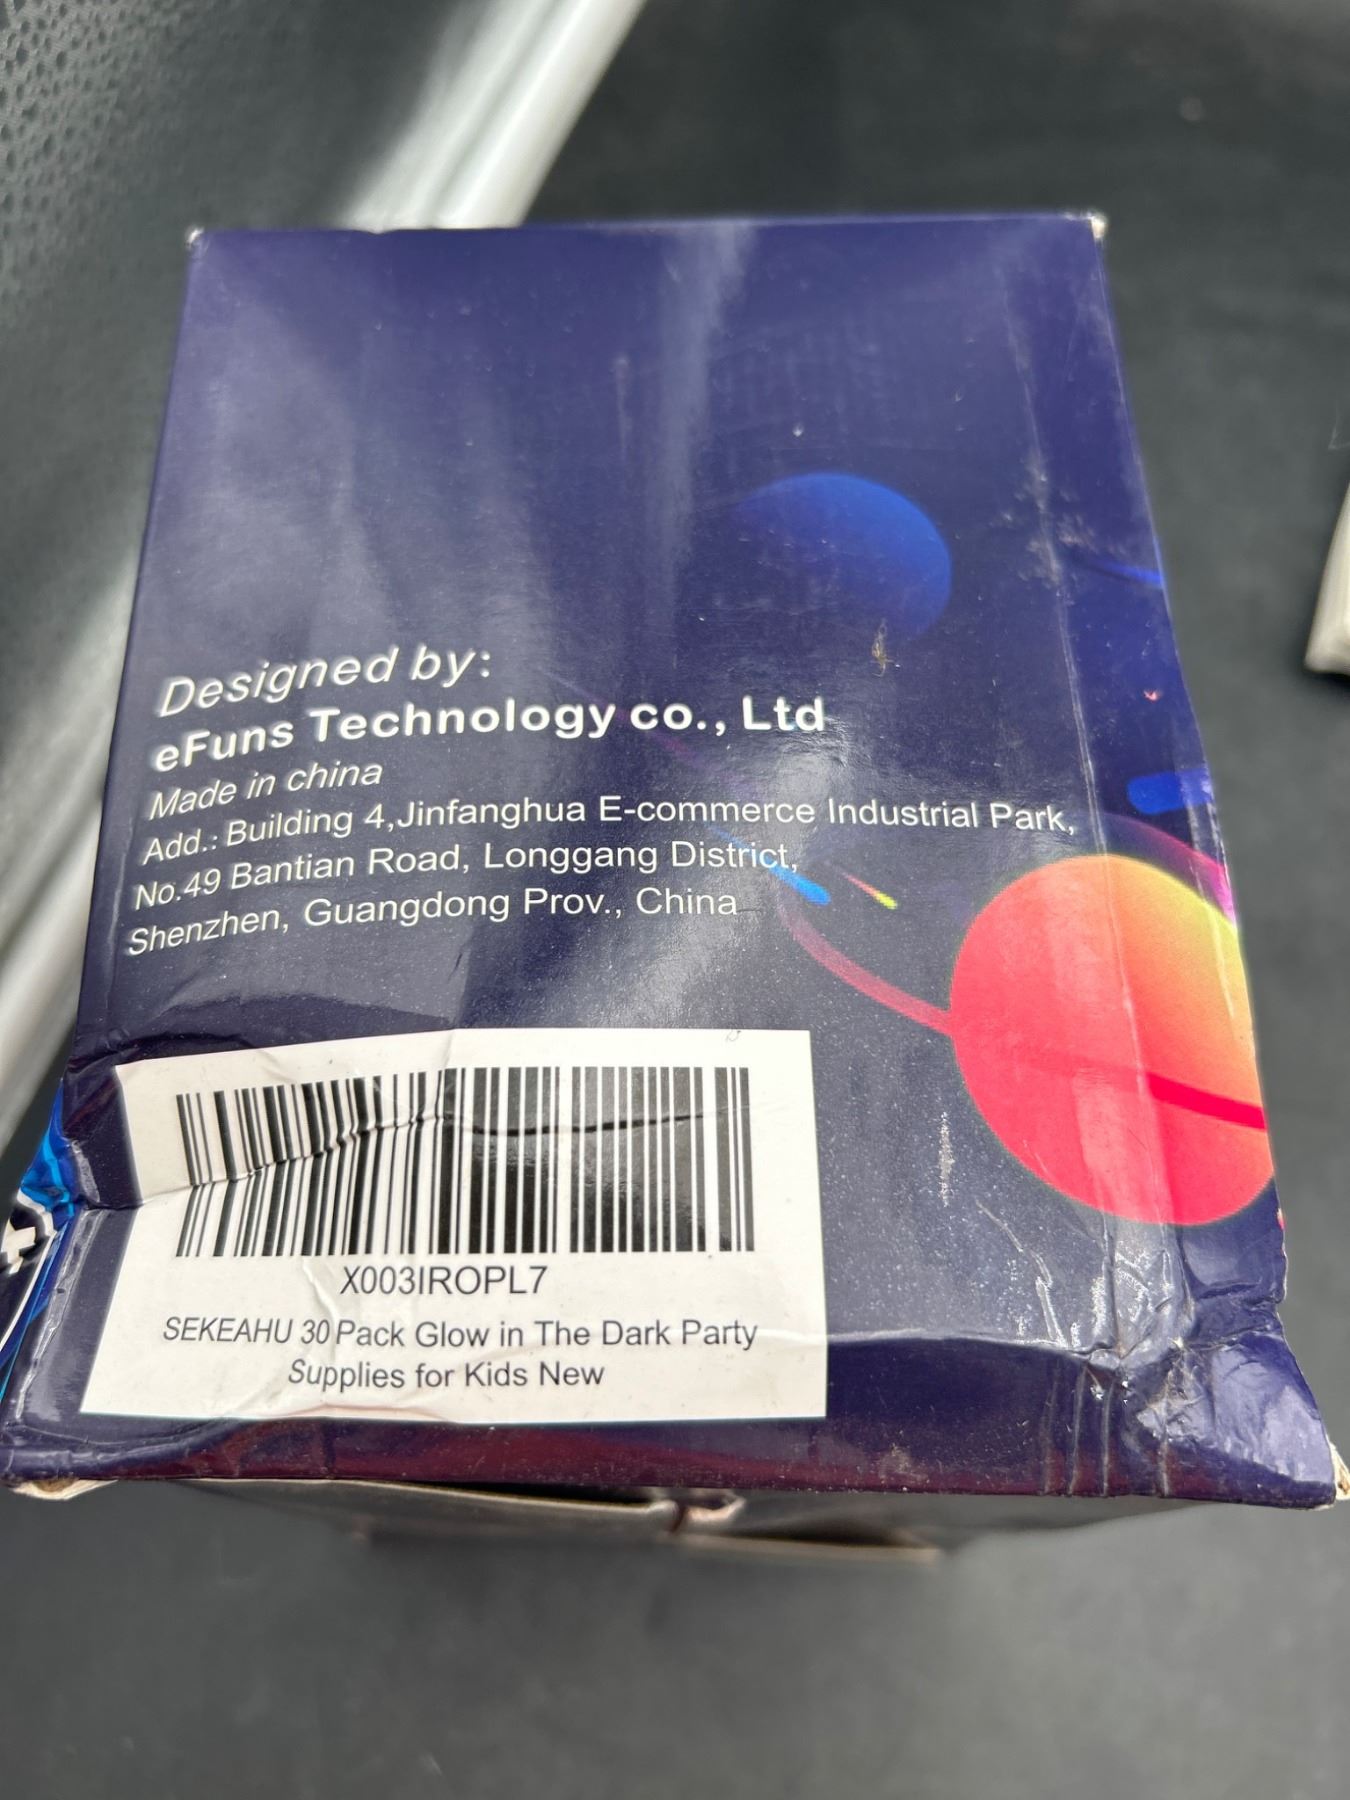 Designed by:
eFuns Technology co., Ltd
Made in china
Add.: Building 4,Jinfanghua E-commerce Industrial Park,
No.49 Bantian Road, Longgang District,
Shenzhen, Guangdong Prov., China
X003IROPL7
SEKEAHU 30 Pack Glow in The Dark Party
Supplies for Kids New